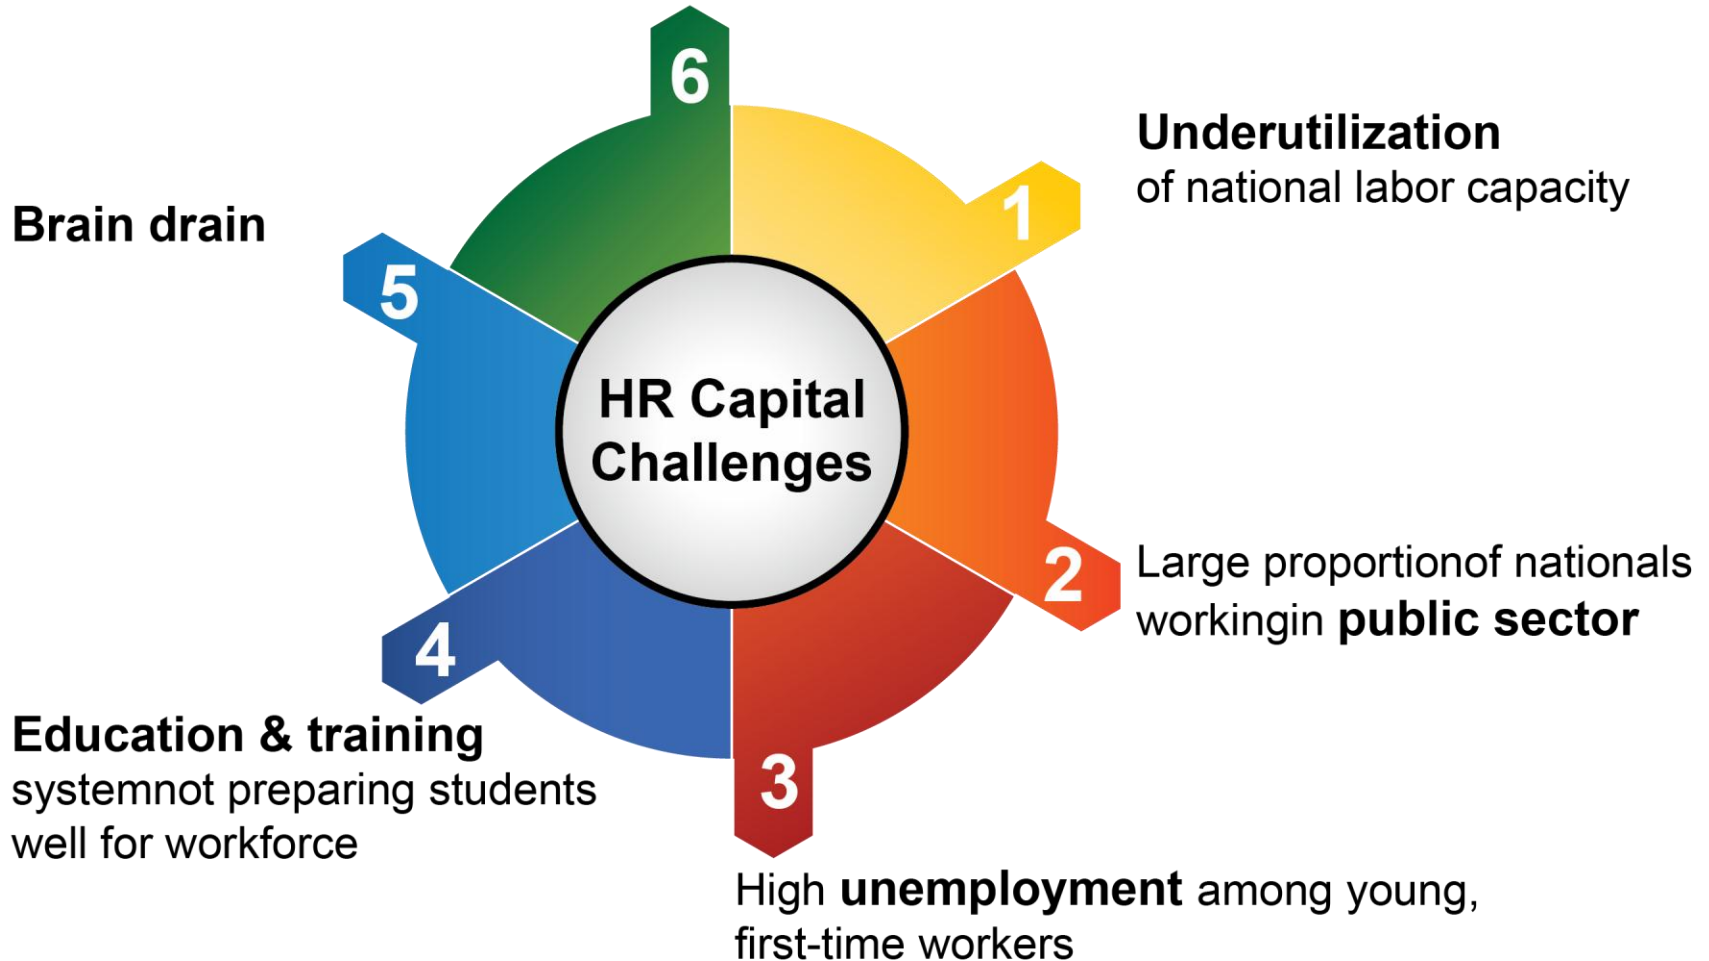 HR Capital
Challenges
1
Underutilization
of national labor capacity
2
Large proportionof nationals
workingin public sector
3
High unemployment among young,
first-time workers
4
Education & training
systemnot preparing students
well for workforce
5
Brain drain
6